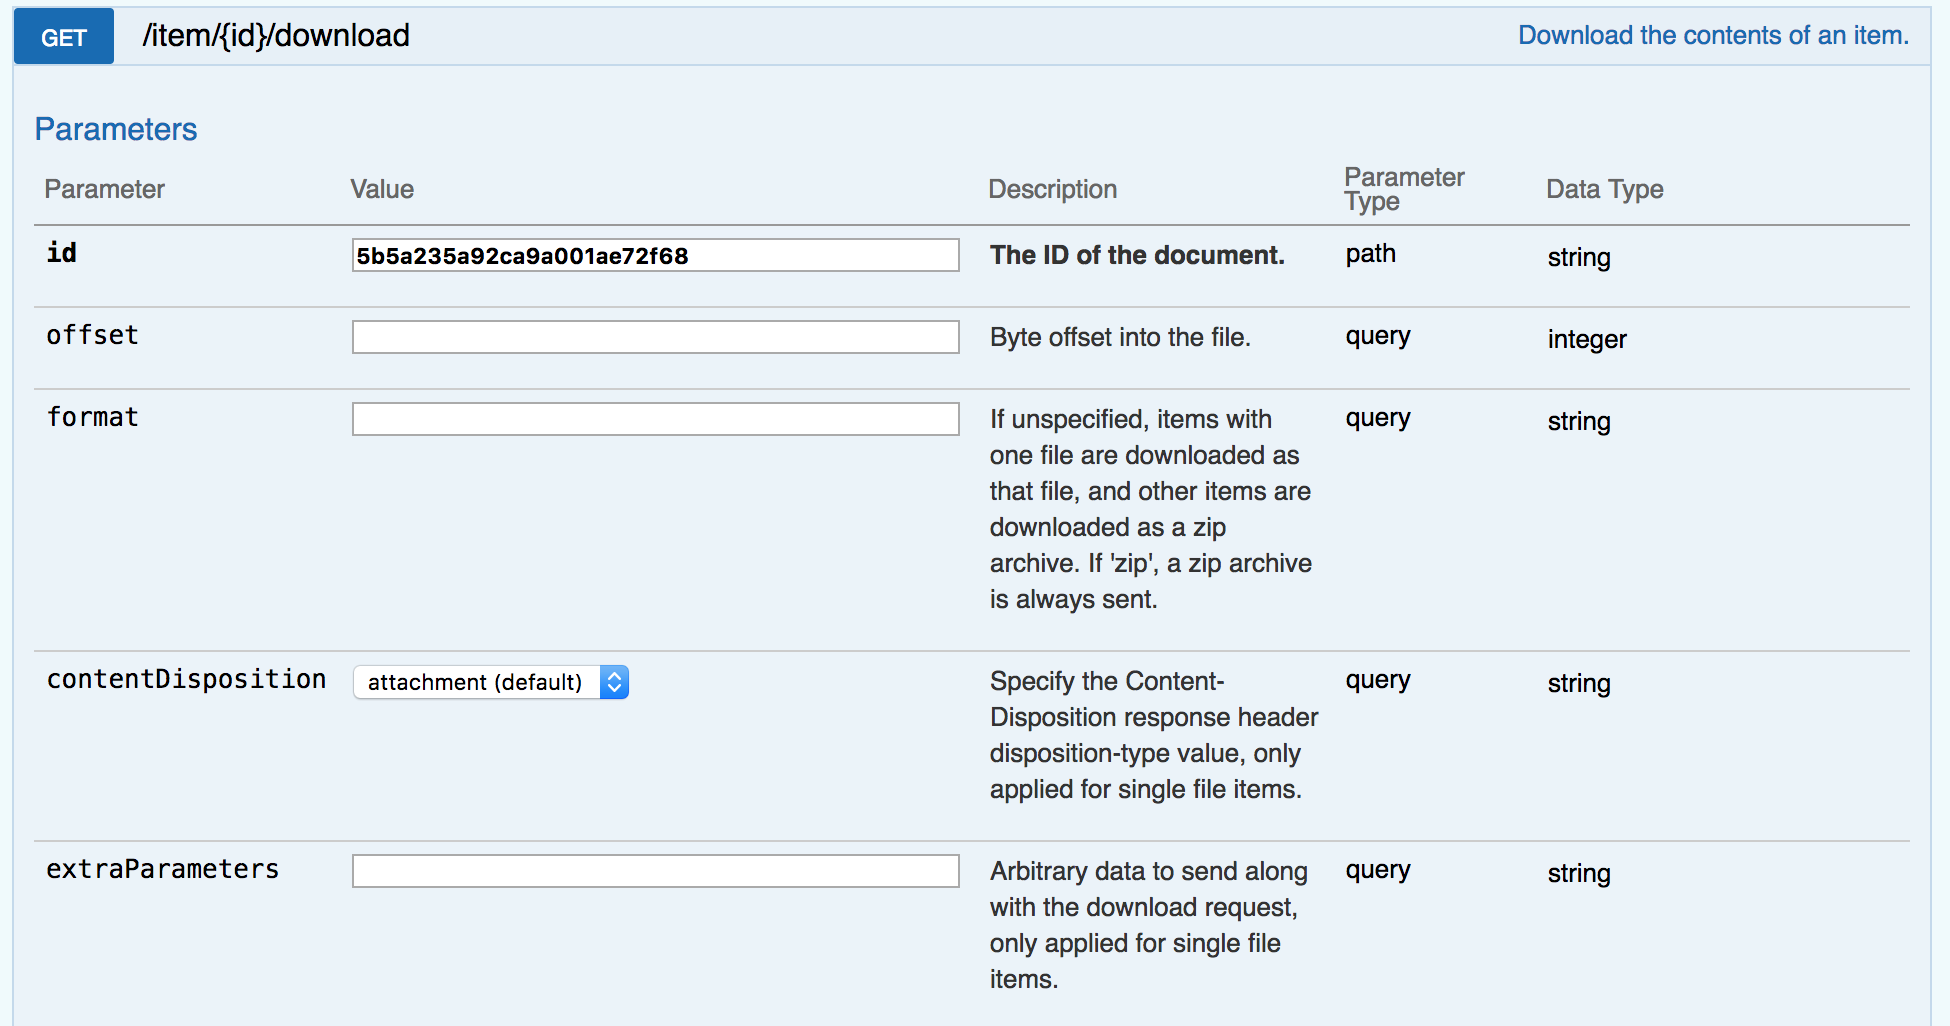 GET /item/{id}/download Download the contents of an item.
Parameters
Parameter Value Description Parameter Type Data Type
id 5b5a235a92ca9a001ae72f68 The ID of the document. path string
offset Byte offset into the file. query integer
format If unspecified, items with query string
one file are downloaded as
that file, and other items are
downloaded as a zip
archive. If 'zip', a zip archive
is always sent.
contentDisposition attachment (default) Specify the Content- query string
Disposition response header
disposition-type value, only
applied for single file items.
extraParameters Arbitrary data to send along query string
with the download request,
only applied for single file
items.